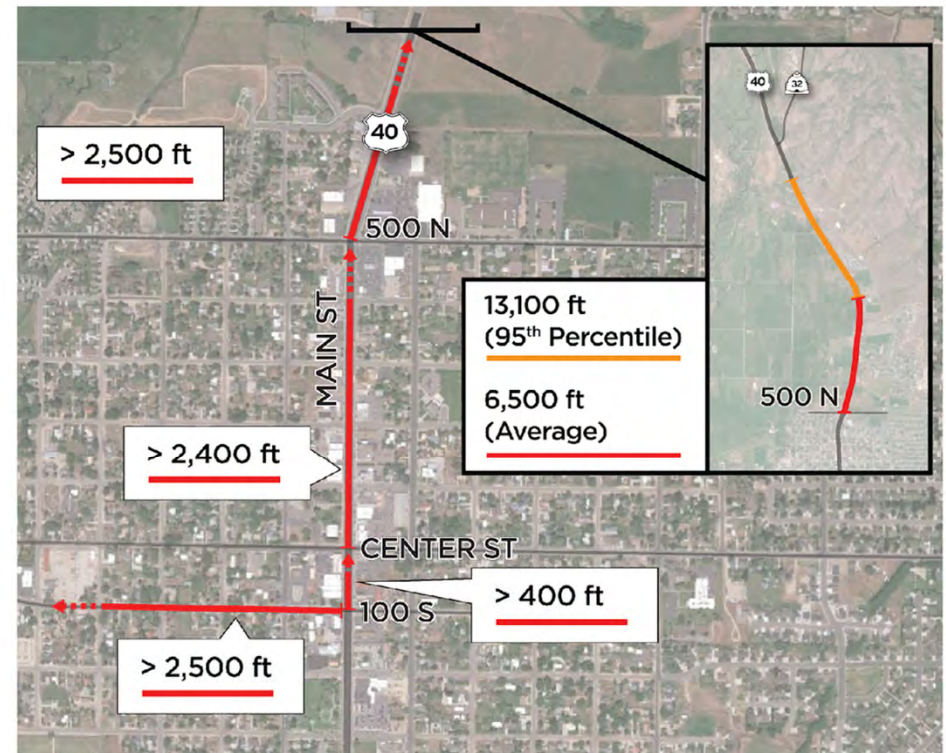 40
32
> 2,500 ft
40
500 N
13,100 ft
(95th Percentile)
6,500 ft
(Average)
500 N
MAIN ST
> 2,400 ft
CENTER ST
> 400 ft
100 S
> 2,500 ft